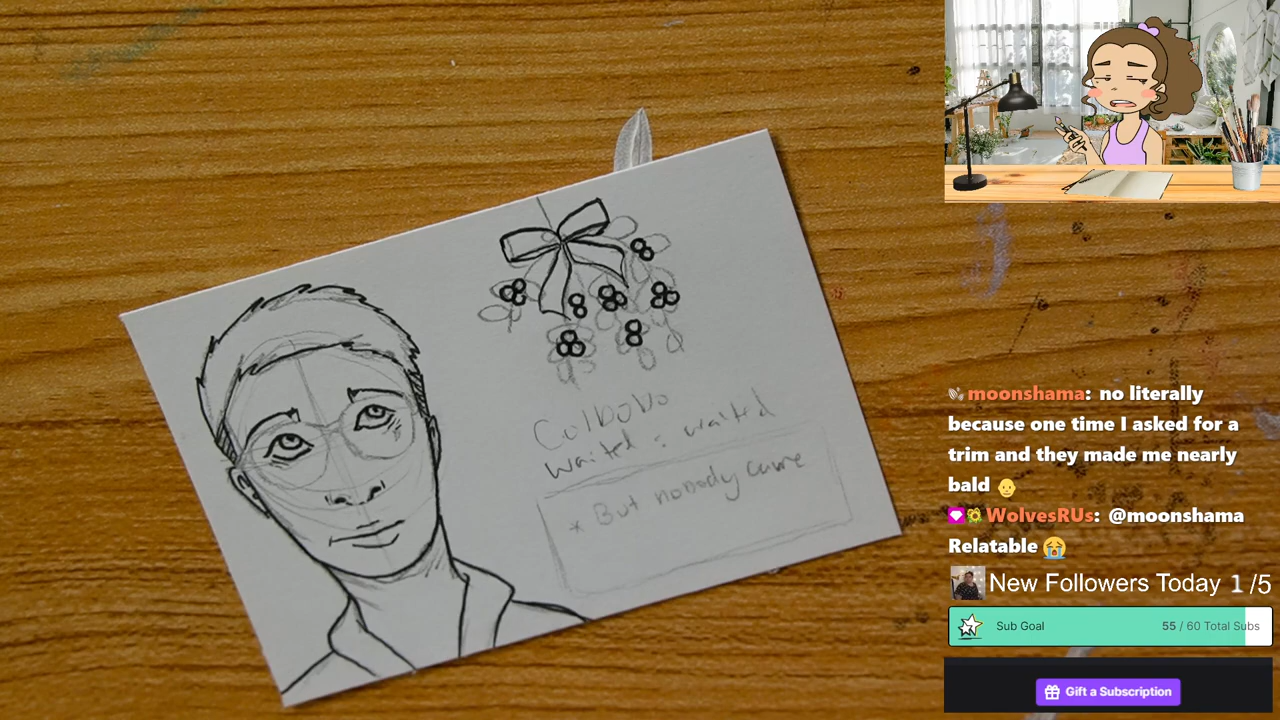 Colbobo
waited & waited
* But nobody came
moonshama: no literally
because one time I asked for a
trim and they made me nearly
bald 👴
WolvesRUs: @moonshama
Relatable 😭
New Followers Today 1 /5
Sub Goal 55 / 60 Total Subs
Gift a Subscription